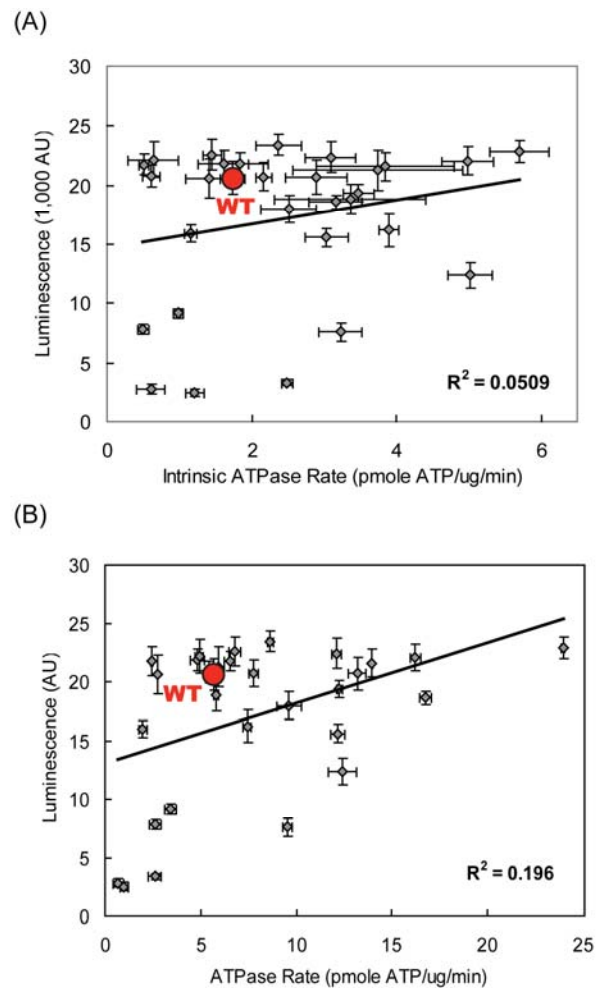 (A)
30
25
20
15
10
5
0
Luminescence (1,000 AU)
WT
R² = 0.0509
0 2 4 6
Intrinsic ATPase Rate (pmole ATP/ug/min)
(B)
30
25
20
15
10
5
0
Luminescence (AU)
WT
R² = 0.196
0 5 10 15 20 25
ATPase Rate (pmole ATP/ug/min)